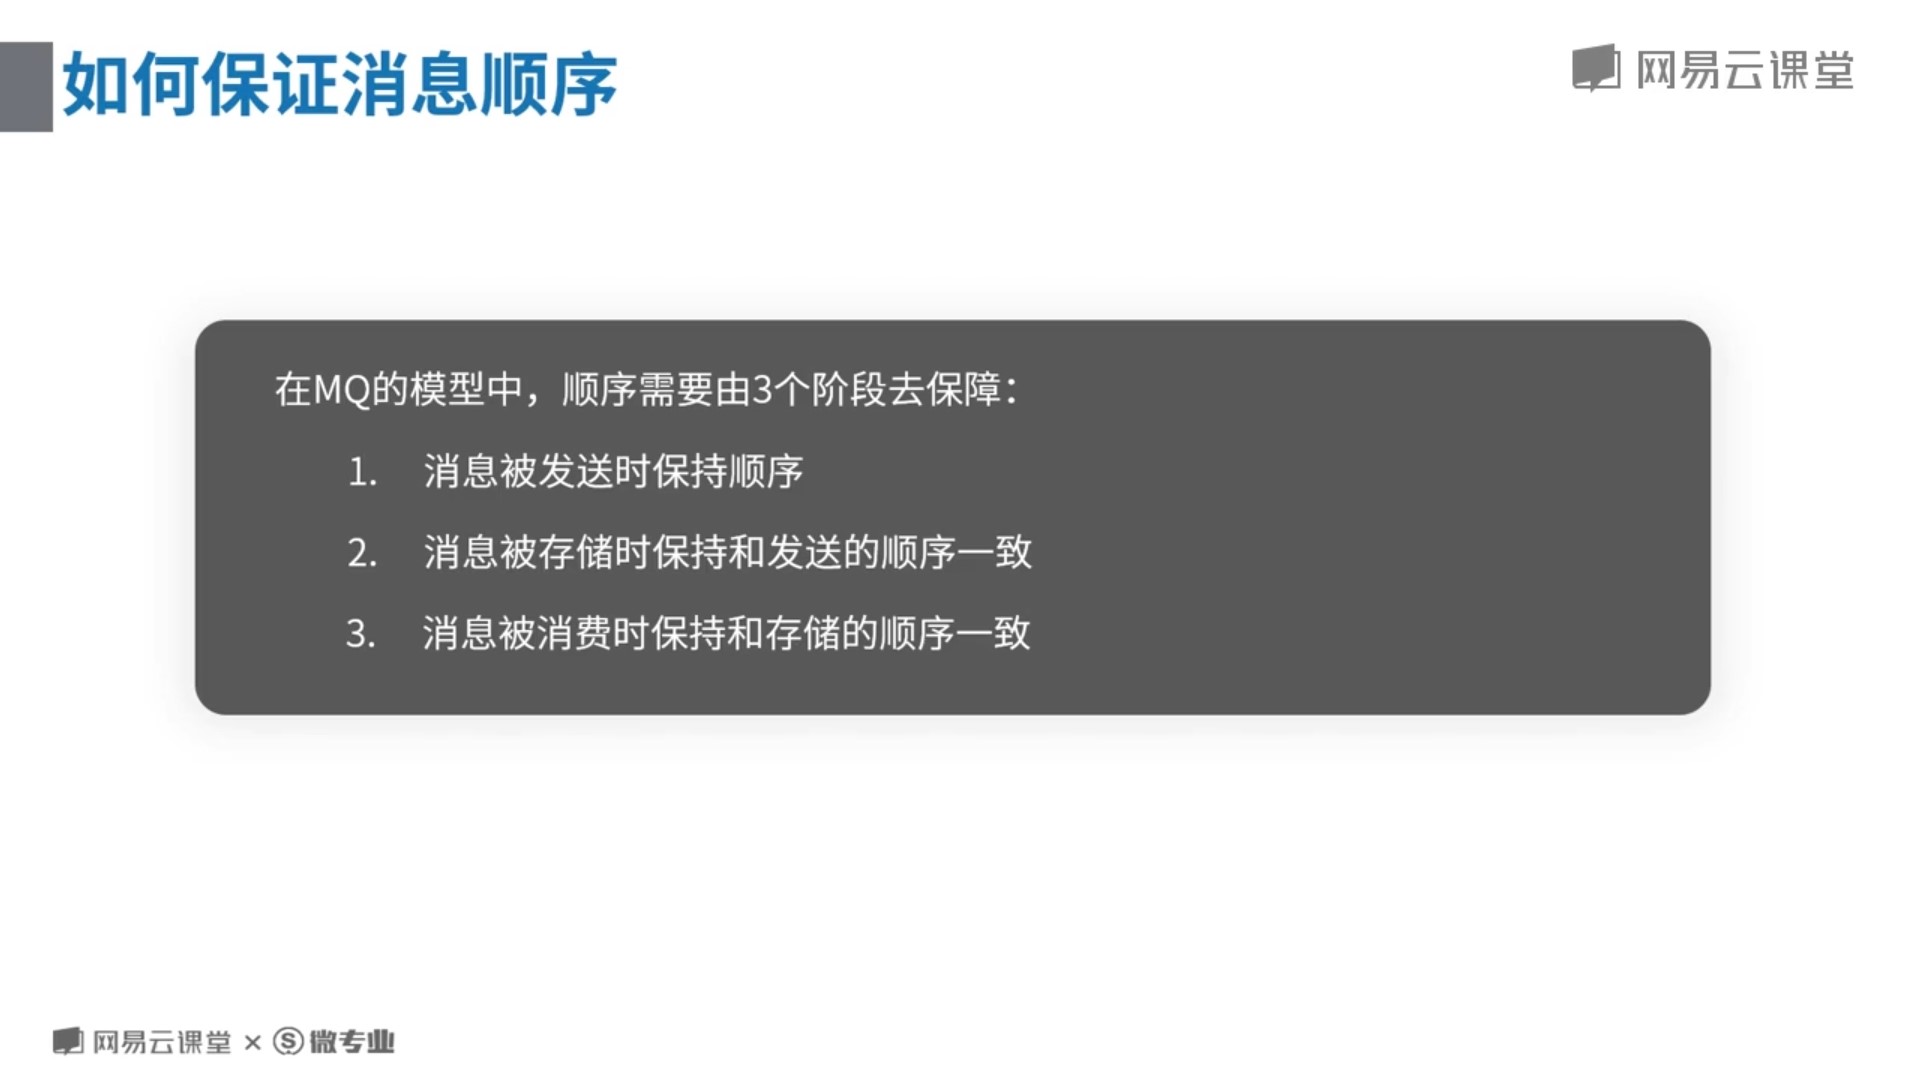 如何保证消息顺序
网易云课堂
在MQ的模型中，顺序需要由3个阶段去保障：
1. 消息被发送时保持顺序
2. 消息被存储时保持和发送的顺序一致
3. 消息被消费时保持和存储的顺序一致
网易云课堂 × 微专业